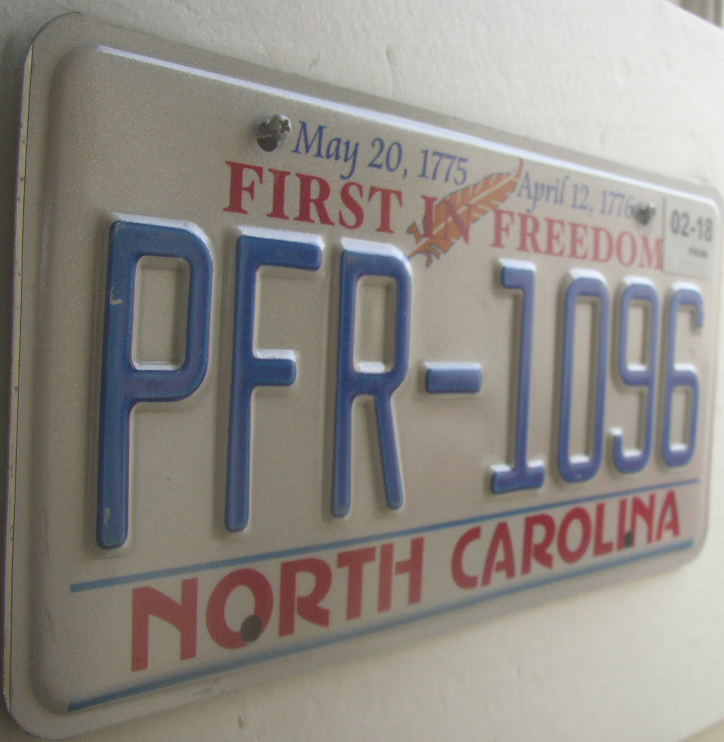 May 20, 1775 April 12, 1776
FIRST IN FREEDOM
02-18
PFR-1096
NORTH CAROLINA